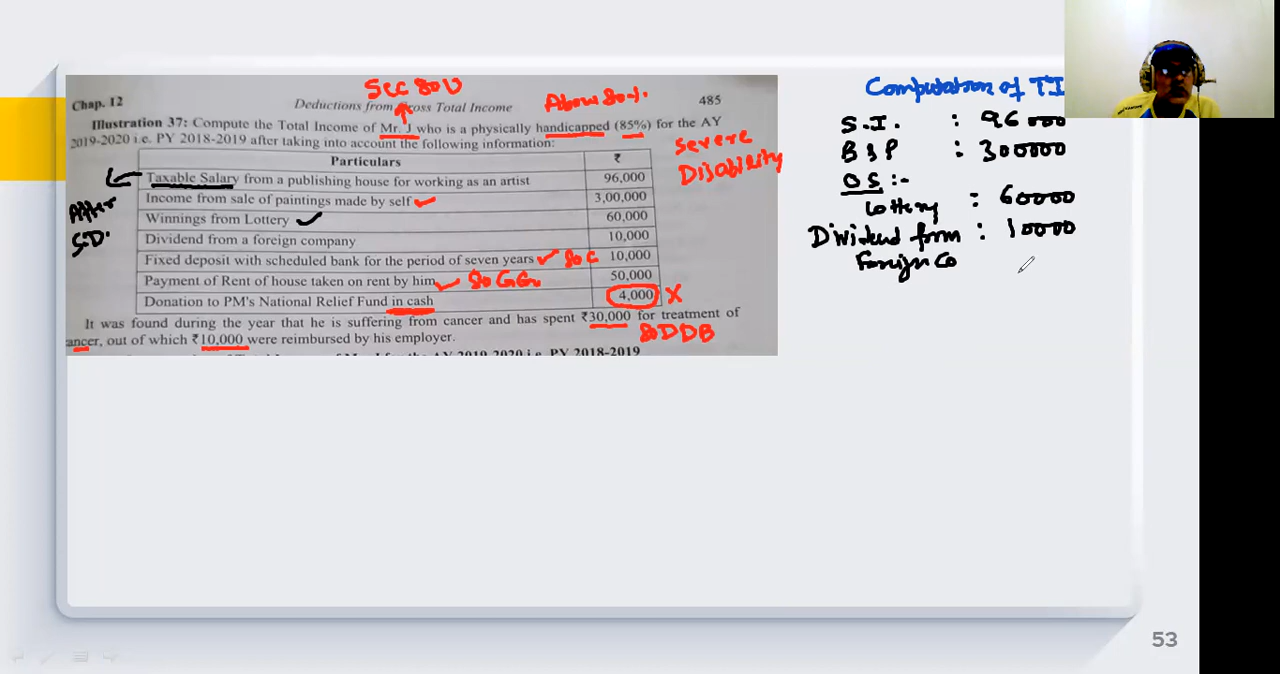 Sec 80U
Chap. 12 Deductions from Gross Total Income 485
Above 80%
Illustration 37: Compute the Total Income of Mr. J who is a physically handicapped (85%) for the AY
2019-2020 i.e. PY 2018-2019 after taking into account the following information:
Severe
Disability
Particulars ₹
Taxable Salary from a publishing house for working as an artist 96,000
Income from sale of paintings made by self 3,00,000
Winnings from Lottery 60,000
Dividend from a foreign company 10,000
Fixed deposit with scheduled bank for the period of seven years 80C 10,000
Payment of Rent of house taken on rent by him 80GG 50,000
Donation to PM's National Relief Fund in cash 4,000 X
After
S.D.
It was found during the year that he is suffering from cancer and has spent ₹30,000 for treatment of
ancer, out of which ₹10,000 were reimbursed by his employer. 80DDB
2019-2020 i.e. PY 2018-2019
Computation of TI
S.I. : 96000
B & P : 300000
OS :-
Lottery : 60000
Dividend from : 10000
Foreign Co
53